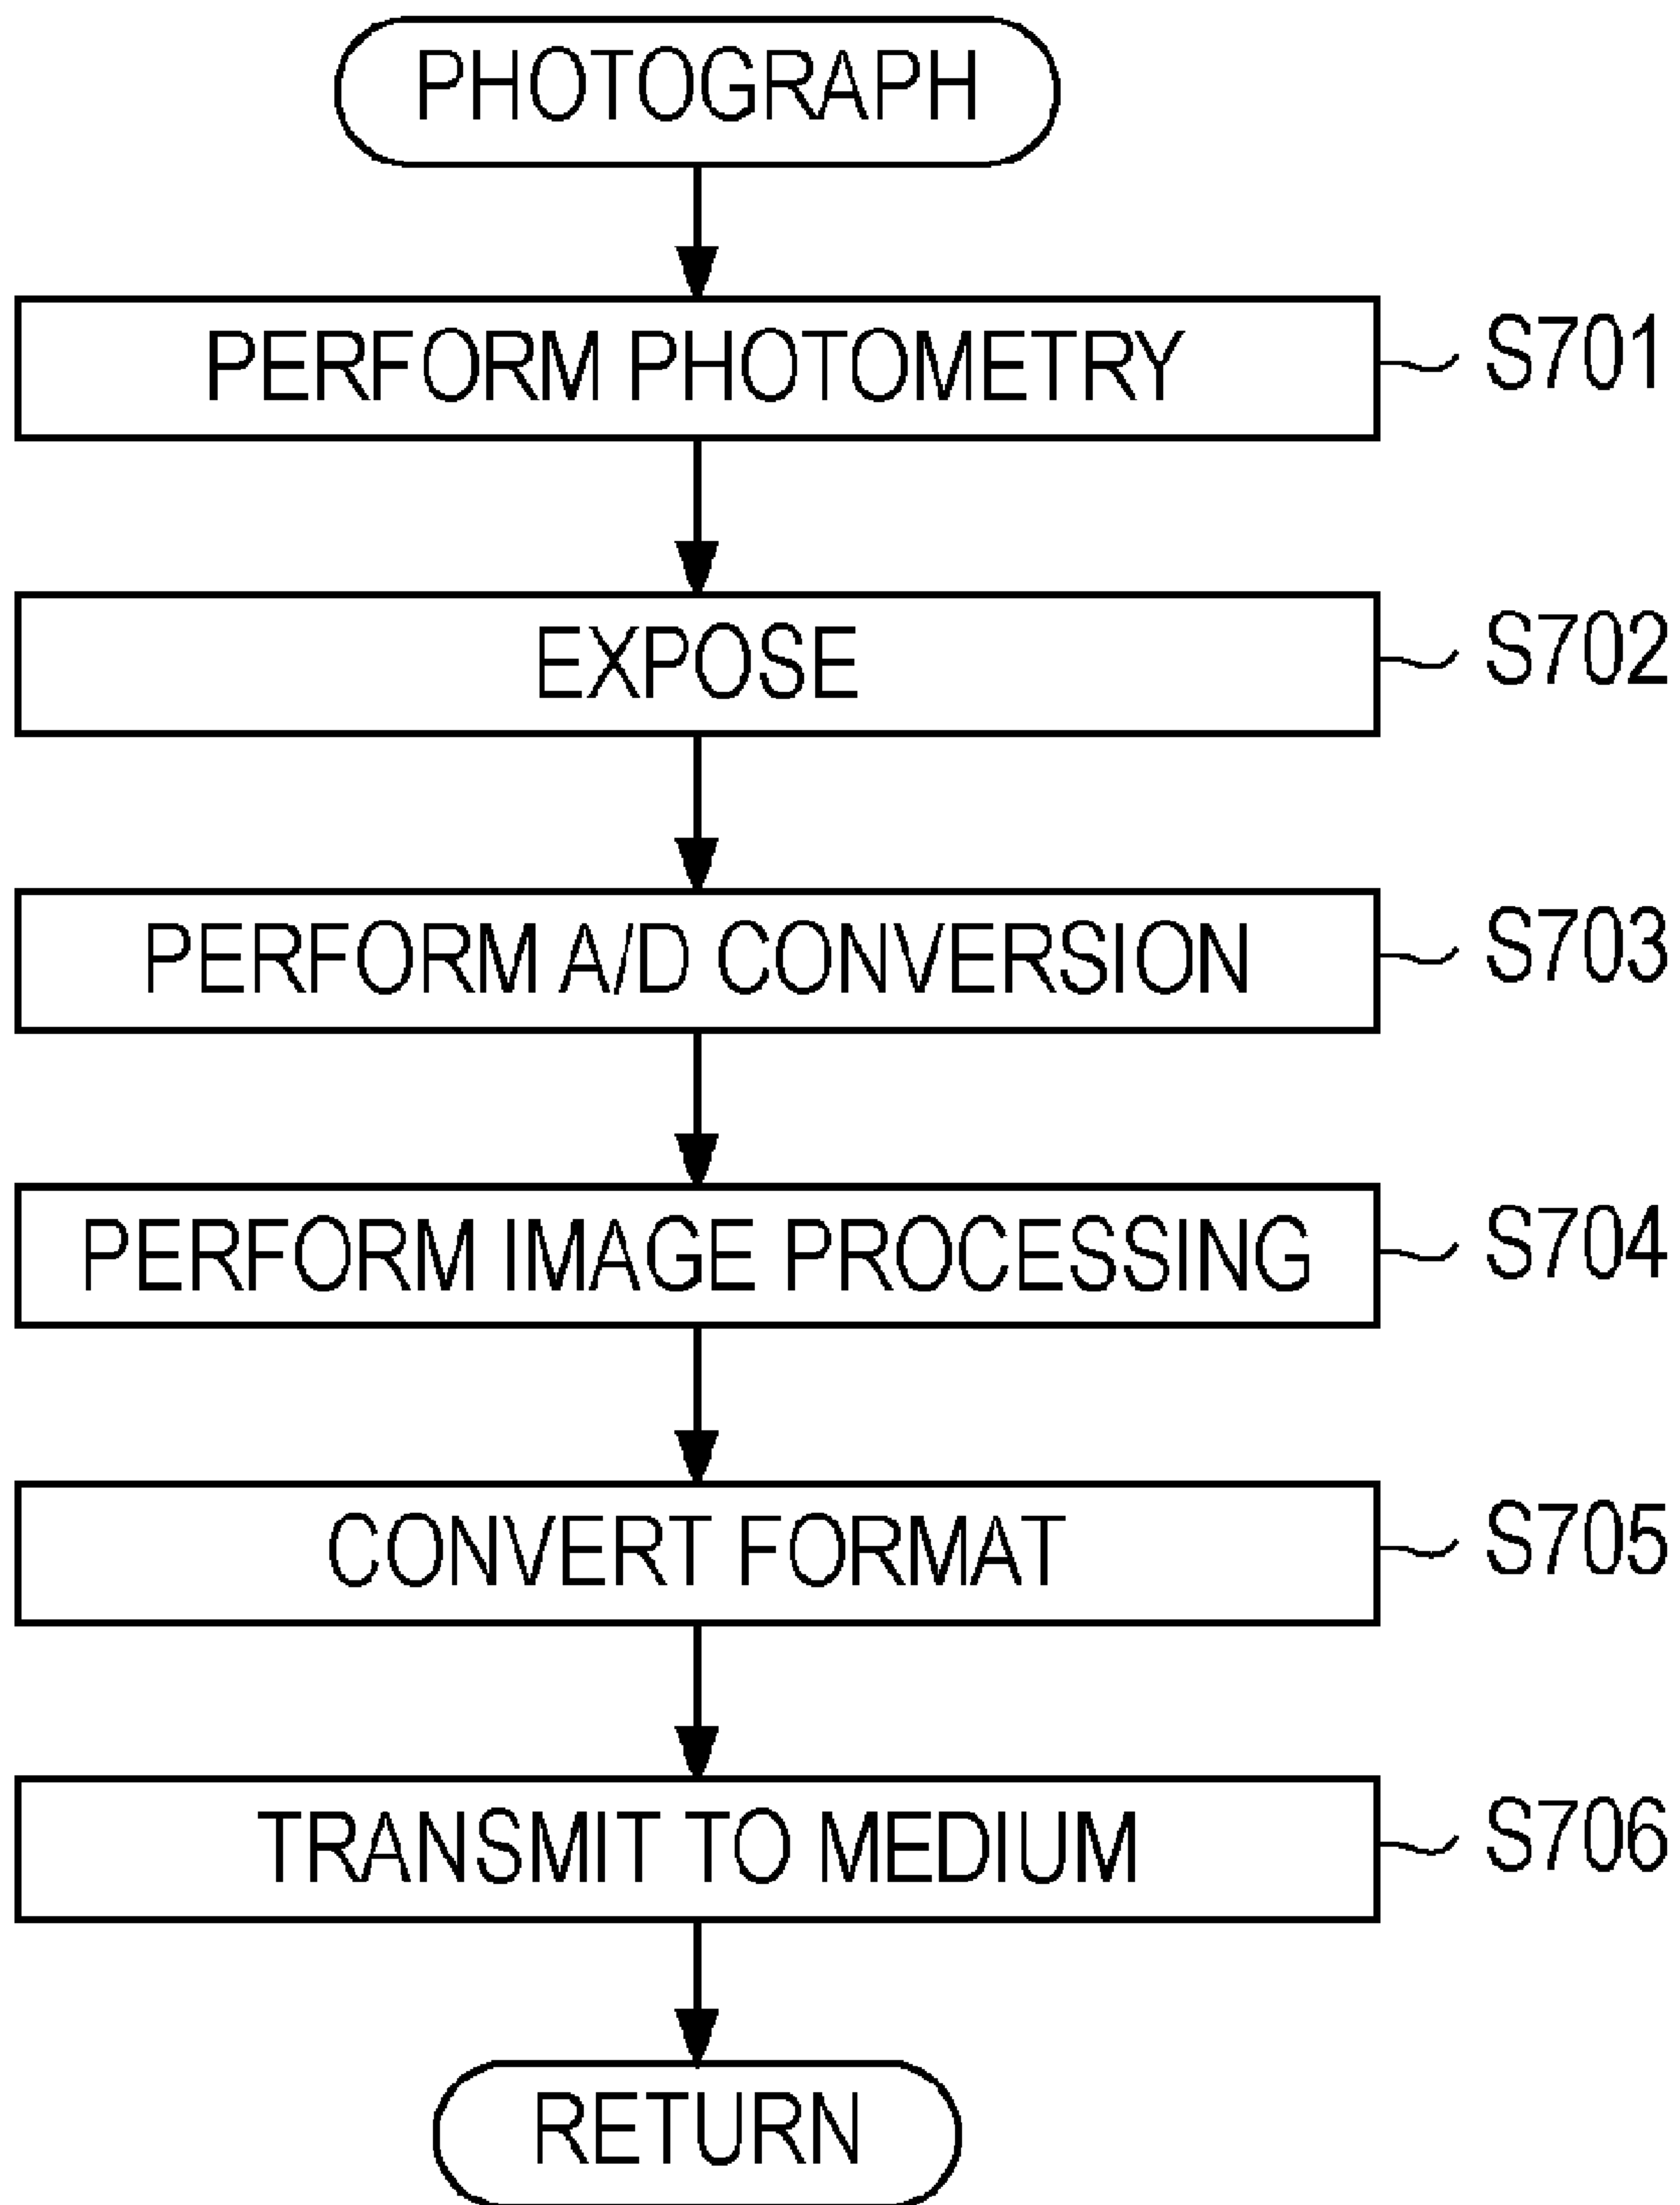 PHOTOGRAPH
PERFORM PHOTOMETRY S701
EXPOSE S702
PERFORM A/D CONVERSION S703
PERFORM IMAGE PROCESSING S704
CONVERT FORMAT S705
TRANSMIT TO MEDIUM S706
RETURN